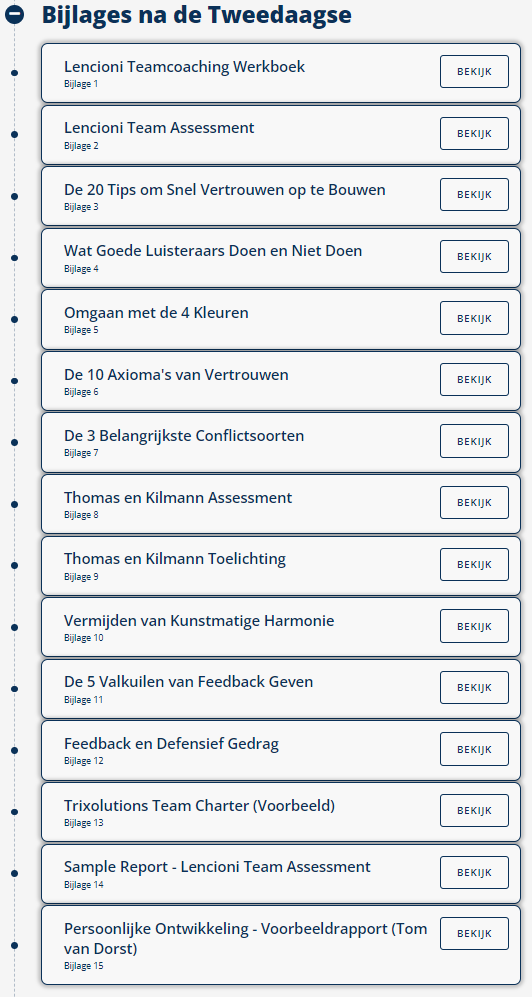 Bijlages na de Tweedaagse
Lencioni Teamcoaching Werkboek
Bijlage 1
BEKIJK
Lencioni Team Assessment
Bijlage 2
BEKIJK
De 20 Tips om Snel Vertrouwen op te Bouwen
Bijlage 3
BEKIJK
Wat Goede Luisteraars Doen en Niet Doen
Bijlage 4
BEKIJK
Omgaan met de 4 Kleuren
Bijlage 5
BEKIJK
De 10 Axioma's van Vertrouwen
Bijlage 6
BEKIJK
De 3 Belangrijkste Conflictsoorten
Bijlage 7
BEKIJK
Thomas en Kilmann Assessment
Bijlage 8
BEKIJK
Thomas en Kilmann Toelichting
Bijlage 9
BEKIJK
Vermijden van Kunstmatige Harmonie
Bijlage 10
BEKIJK
De 5 Valkuilen van Feedback Geven
Bijlage 11
BEKIJK
Feedback en Defensief Gedrag
Bijlage 12
BEKIJK
Trixolutions Team Charter (Voorbeeld)
Bijlage 13
BEKIJK
Sample Report - Lencioni Team Assessment
Bijlage 14
BEKIJK
Persoonlijke Ontwikkeling - Voorbeeldrapport (Tom
van Dorst)
Bijlage 15
BEKIJK